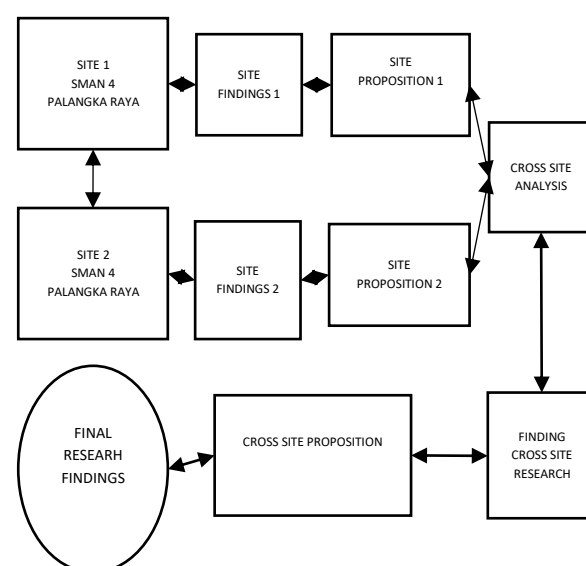 SITE 1
SMAN 4
PALANGKA RAYA
SITE
FINDINGS 1
SITE
PROPOSITION 1
CROSS SITE
ANALYSIS
SITE 2
SMAN 4
PALANGKA RAYA
SITE
FINDINGS 2
SITE
PROPOSITION 2
FINAL
RESEARH
FINDINGS
CROSS SITE PROPOSITION
FINDING
CROSS SITE
RESEARCH